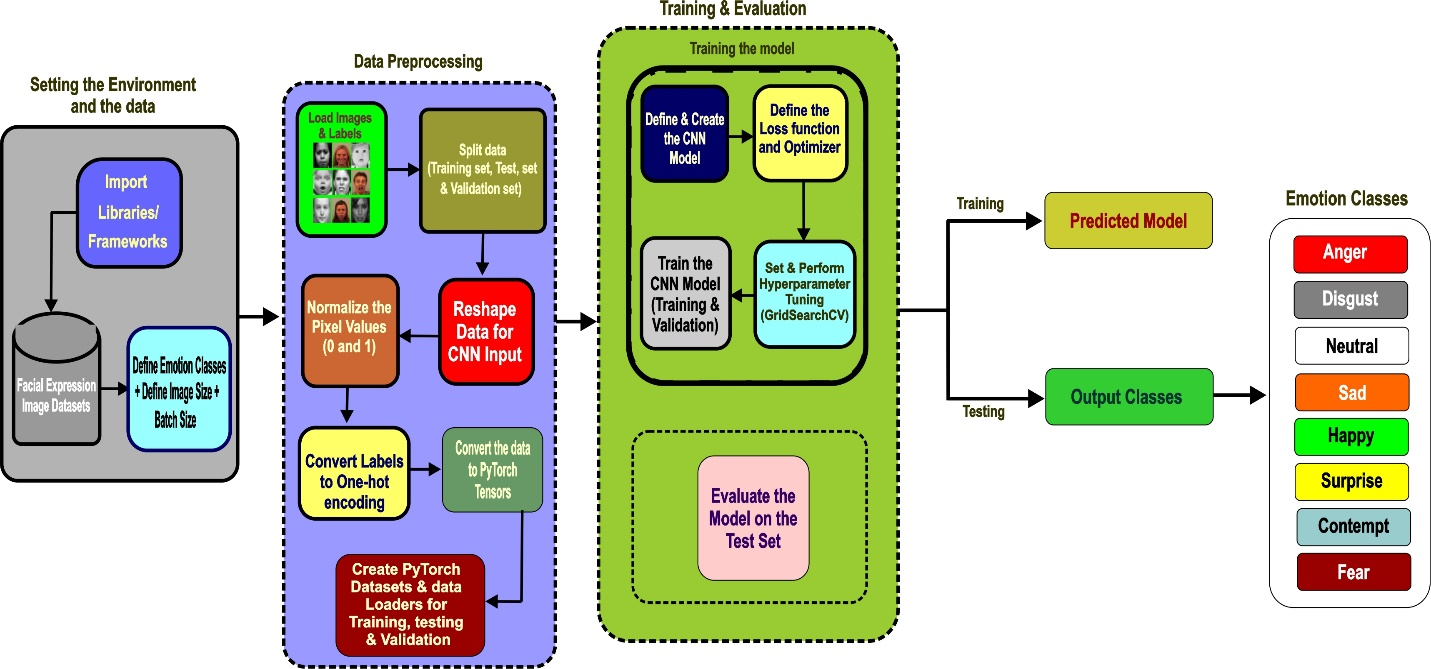 Setting the Environment
and the data
Import
Libraries/
Frameworks
Facial Expression
Image Datasets
Define Emotion Classes
+ Define Image Size +
Batch Size
Data Preprocessing
Load Images
& Labels
Split data
(Training set, Test, set
& Validation set)
Reshape
Data for
CNN Input
Normalize the
Pixel Values
(0 and 1)
Convert Labels
to One-hot
encoding
Convert the data
to PyTorch
Tensors
Create PyTorch
Datasets & data
Loaders for
Training, testing
& Validation
Training & Evaluation
Training the model
Define & Create
the CNN
Model
Define the
Loss function
and Optimizer
Set & Perform
Hyperparameter
Tuning
(GridSearchCV)
Train the
CNN Model
(Training &
Validation)
Evaluate the
Model on the
Test Set
Training
Predicted Model
Testing
Output Classes
Emotion Classes
Anger
Disgust
Neutral
Sad
Happy
Surprise
Contempt
Fear